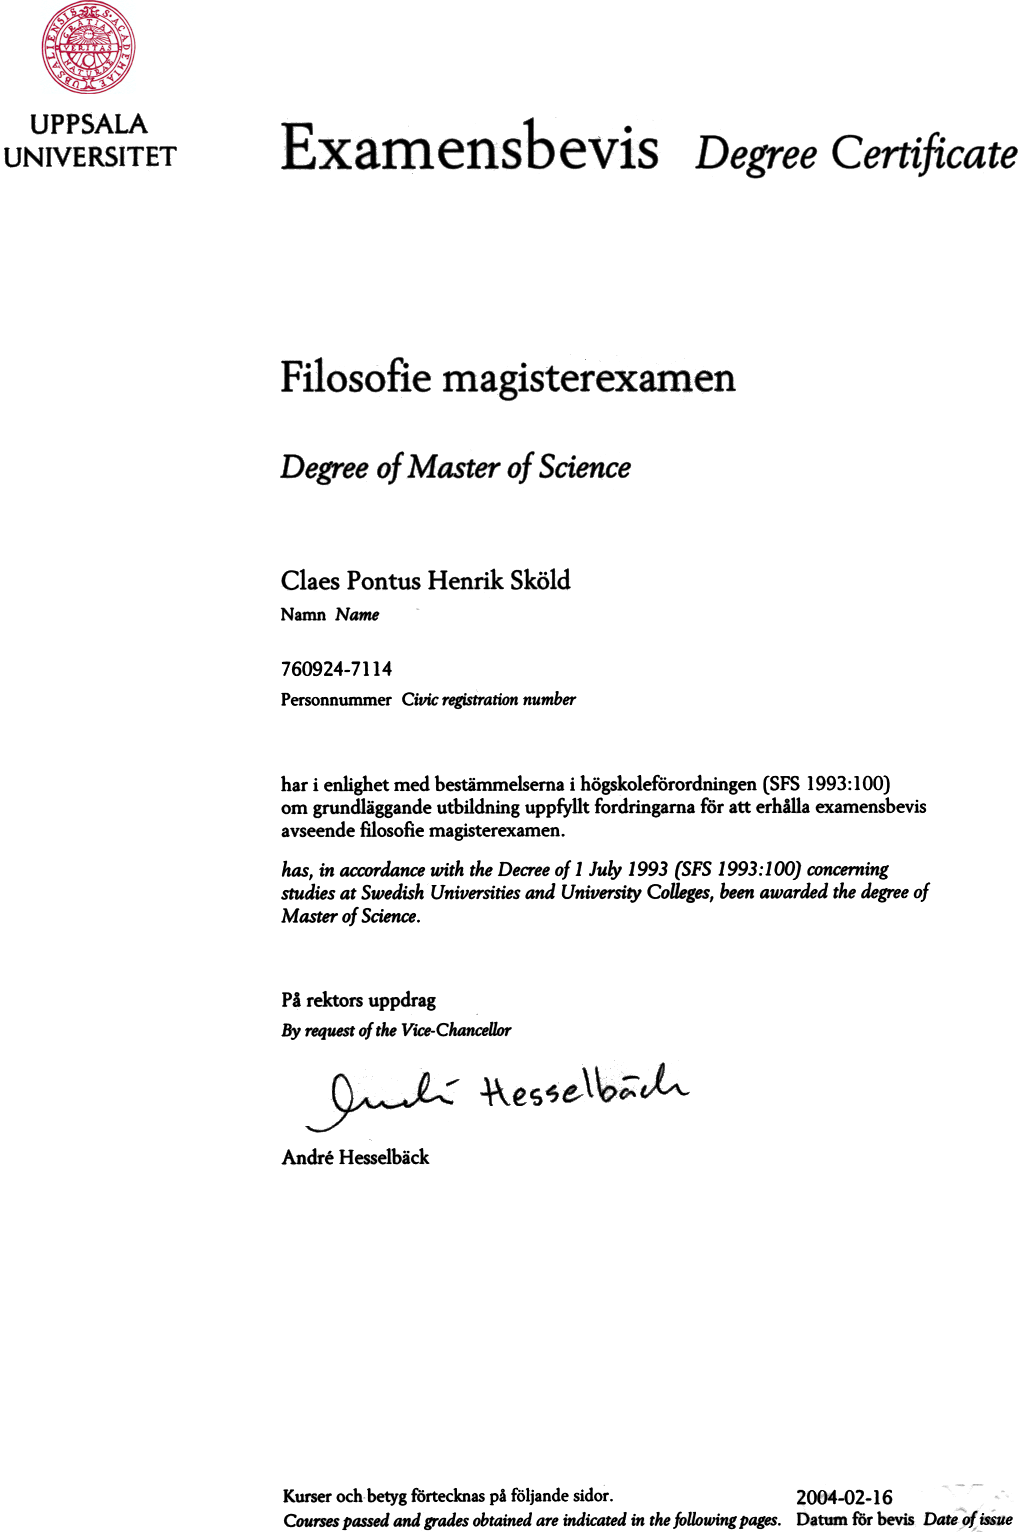 UBSALIENSIS · S · ACADEMIAE
GRATIAE
VERITAS
NATURAE
UPPSALA
UNIVERSITET
Examensbevis Degree Certificate
Filosofie magisterexamen
Degree of Master of Science
Claes Pontus Henrik Sköld
Namn Name
760924-7114
Personnummer Civic registration number
har i enlighet med bestämmelserna i högskoleförordningen (SFS 1993:100)
om grundläggande utbildning uppfyllt fordringarna för att erhålla examensbevis
avseende filosofie magisterexamen.
has, in accordance with the Decree of 1 July 1993 (SFS 1993:100) concerning
studies at Swedish Universities and University Colleges, been awarded the degree of
Master of Science.
På rektors uppdrag
By request of the Vice-Chancellor
André Hesselbäck
André Hesselbäck
Kurser och betyg förtecknas på följande sidor.
Courses passed and grades obtained are indicated in the following pages.
2004-02-16
Datum för bevis Date of issue